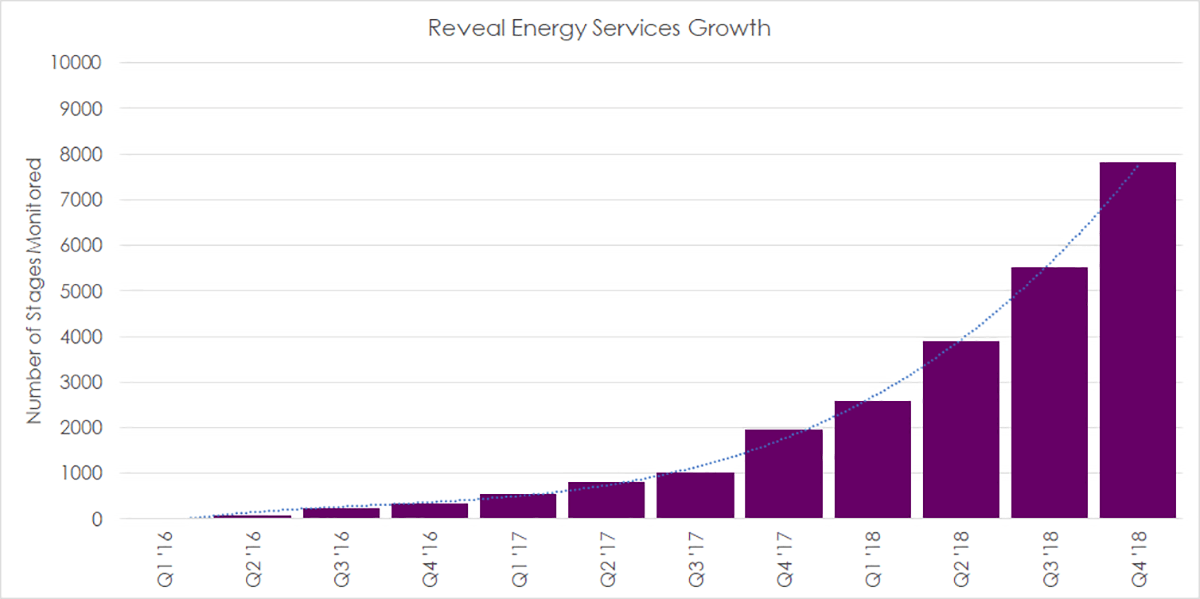 Reveal Energy Services Growth
Number of Stages Monitored
10000
9000
8000
7000
6000
5000
4000
3000
2000
1000
0
Q1 '16
Q2 '16
Q3 '16
Q4 '16
Q1 '17
Q2 '17
Q3 '17
Q4 '17
Q1 '18
Q2 '18
Q3 '18
Q4 '18